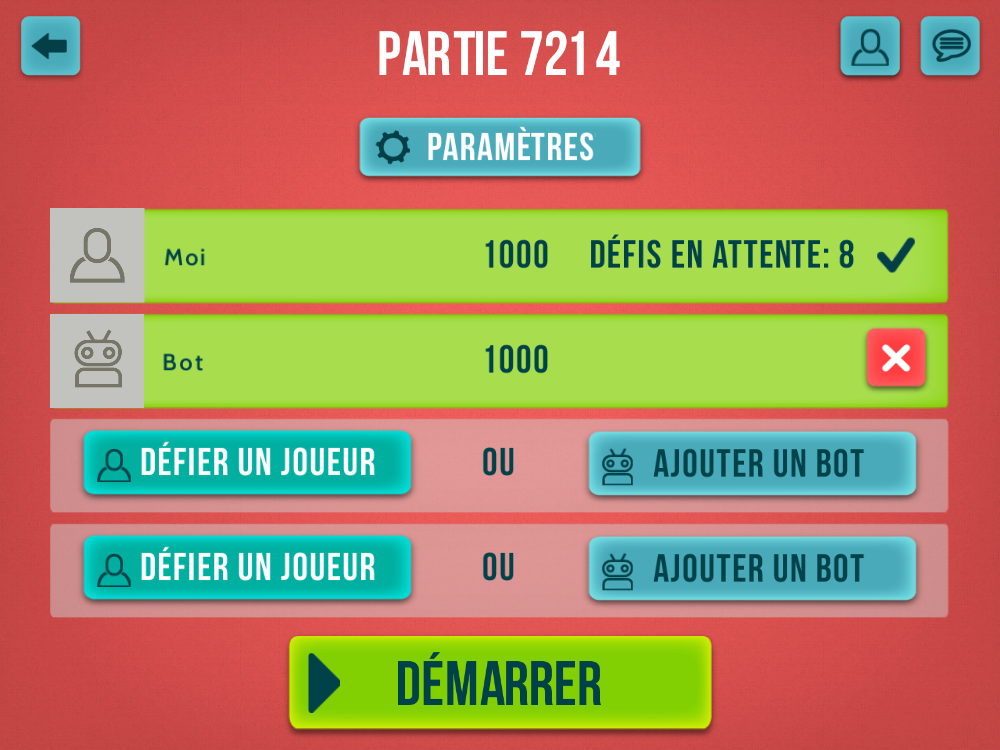 PARTIE 7214
PARAMÈTRES
Moi 1000 DÉFIS EN ATTENTE: 8
Bot 1000
DÉFIER UN JOUEUR OU AJOUTER UN BOT
DÉFIER UN JOUEUR OU AJOUTER UN BOT
DÉMARRER